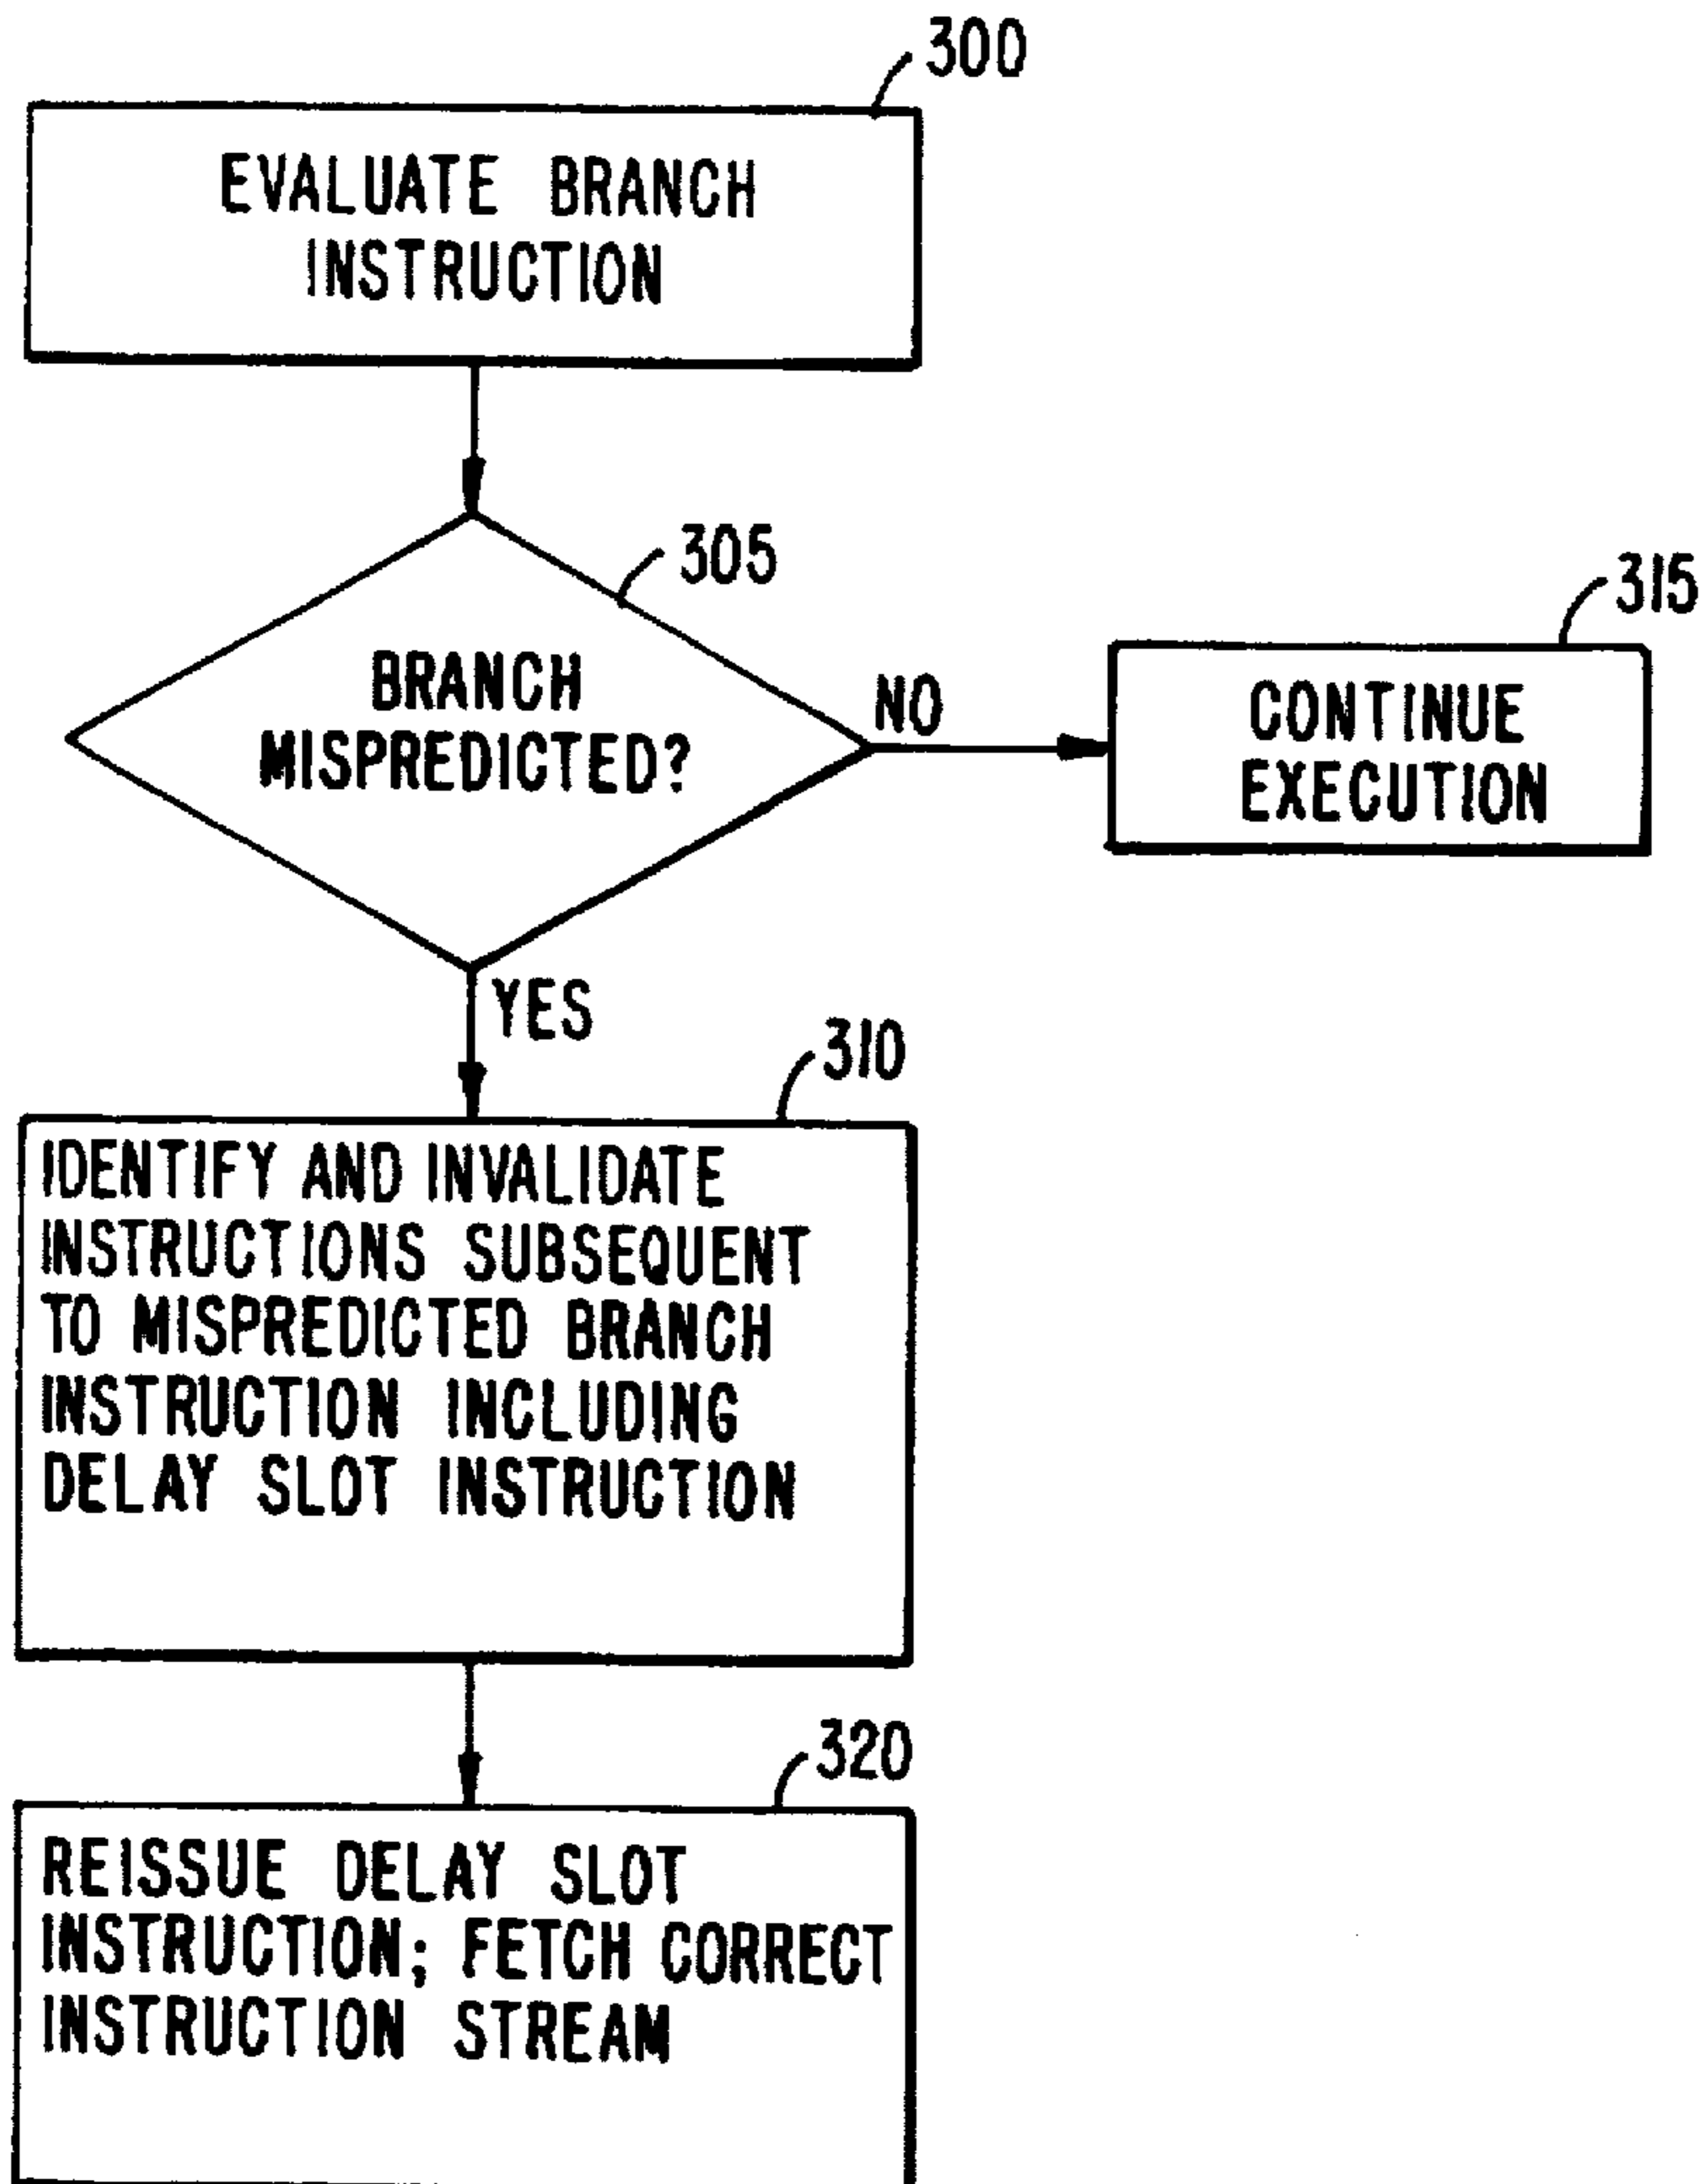 300
EVALUATE BRANCH
INSTRUCTION
305
BRANCH
MISPREDICTED?
NO
315
CONTINUE
EXECUTION
YES
310
IDENTIFY AND INVALIDATE
INSTRUCTIONS SUBSEQUENT
TO MISPREDICTED BRANCH
INSTRUCTION INCLUDING
DELAY SLOT INSTRUCTION
320
REISSUE DELAY SLOT
INSTRUCTION; FETCH CORRECT
INSTRUCTION STREAM